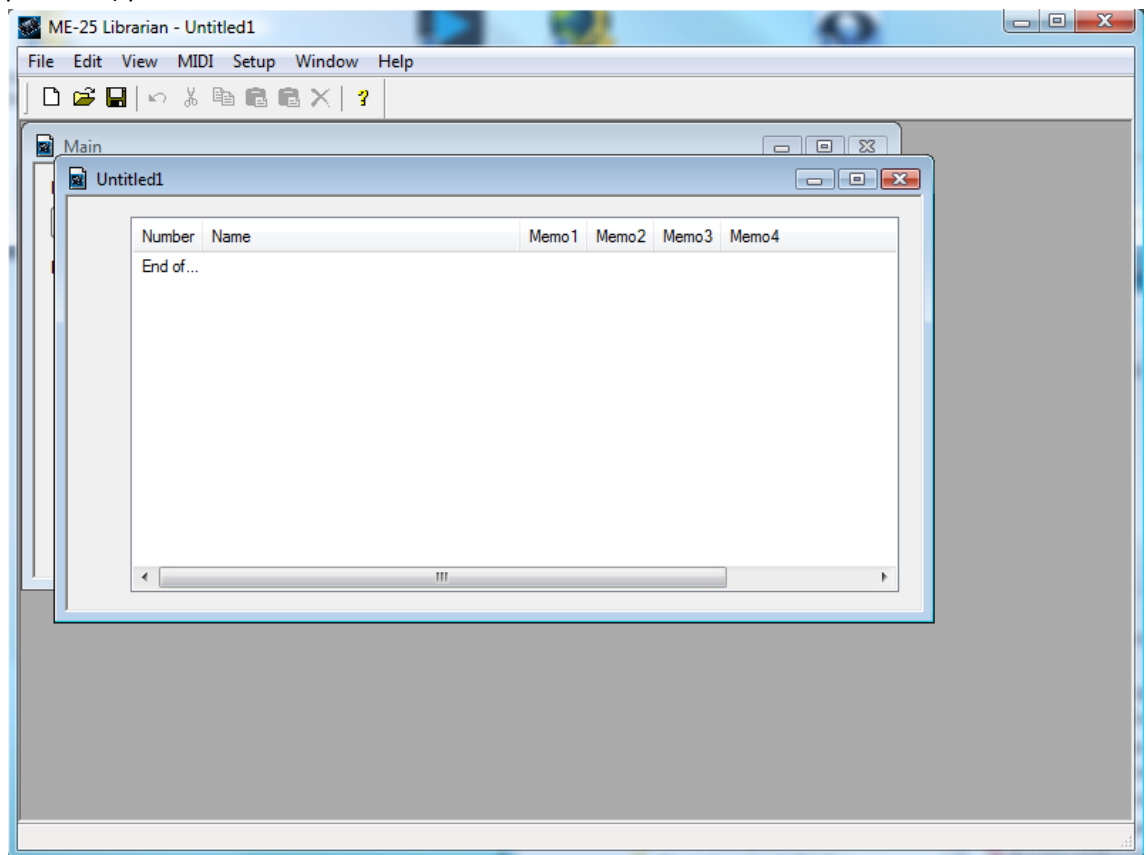 ME-25 Librarian - Untitled1
File Edit View MIDI Setup Window Help
Main
Untitled1
Number Name Memo1 Memo2 Memo3 Memo4
End of...